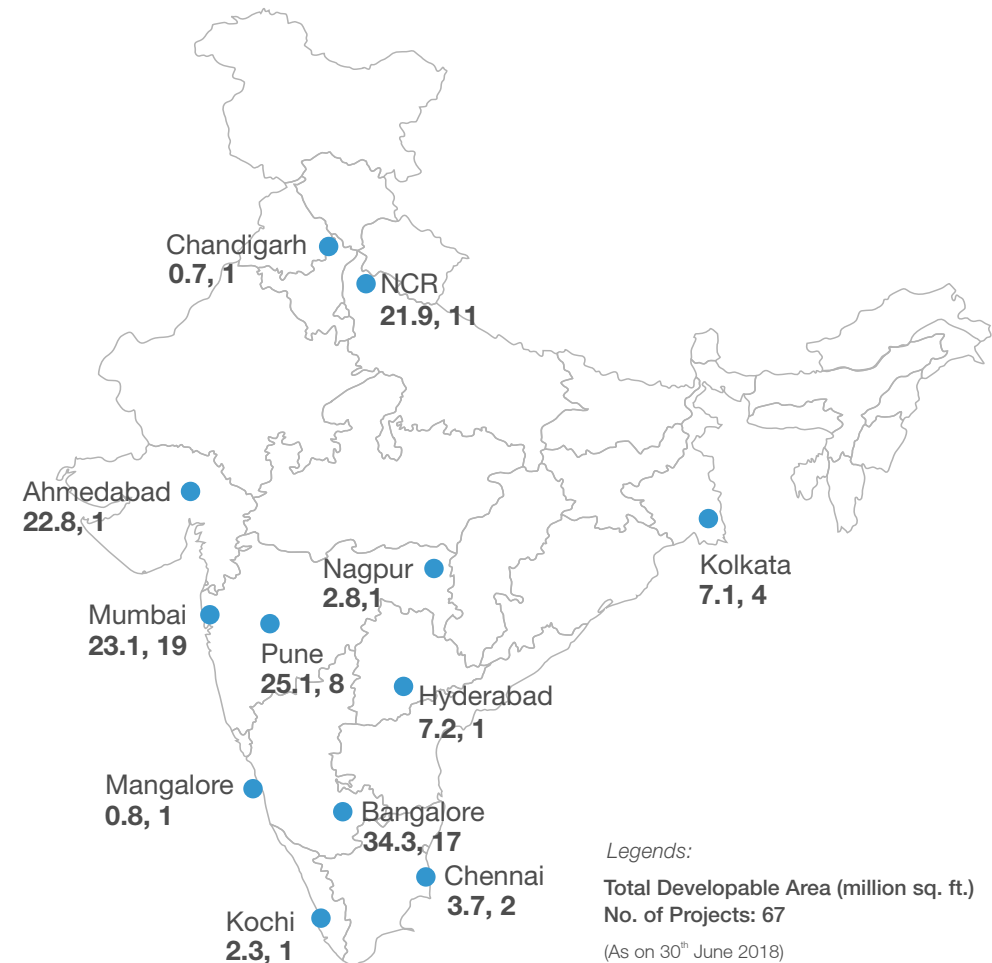 Chandigarh
0.7, 1
NCR
21.9, 11
Ahmedabad
22.8, 1
Nagpur
2.8,1
Kolkata
7.1, 4
Mumbai
23.1, 19
Pune
25.1, 8
Hyderabad
7.2, 1
Mangalore
0.8, 1
Bangalore
34.3, 17
Chennai
3.7, 2
Kochi
2.3, 1
Legends:
Total Developable Area (million sq. ft.)
No. of Projects: 67
(As on 30th June 2018)